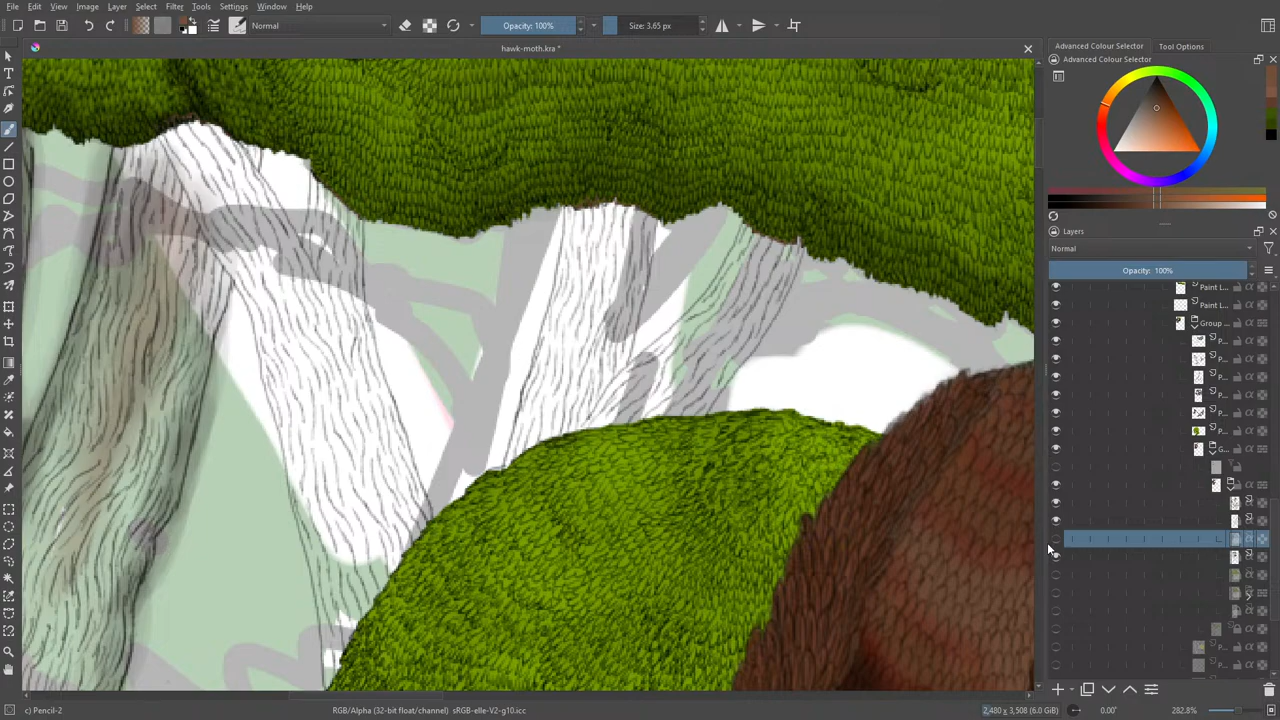 File Edit View Image Layer Select Filter Tools Settings Window Help
Normal Opacity: 100% Size: 3.65 px
hawk-moth.kra *
Advanced Colour Selector Tool Options
Advanced Colour Selector
Layers
Normal
Opacity: 100%
Paint L...
Paint L...
Group ...
P...
P...
P...
P...
P...
P...
G...
P...
P...
c) Pencil-2 RGB/Alpha (32-bit float/channel) sRGB-elle-V2-g10.icc 2,480 x 3,508 (6.0 GiB) 0.00° 282.8%